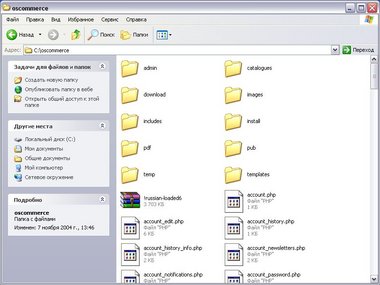 oscommerce
Файл Правка Вид Избранное Сервис Справка
Назад Поиск Папки
Адрес: C:\oscommerce Переход
Задачи для файлов и папок
Создать новую папку
Опубликовать папку в вебе
Открыть общий доступ к этой папке
Другие места
Локальный диск (C:)
Мои документы
Общие документы
Мой компьютер
Сетевое окружение
Подробно
oscommerce
Папка с файлами
Изменен: 7 ноября 2004 г., 13:46
admin catalogues
download images
includes install
pdf pub
temp templates
!russian-loaded6
3 703 КБ
account.php
Файл "PHP"
1 КБ
account_edit.php
Файл "PHP"
6 КБ
account_history.php
Файл "PHP"
2 КБ
account_history_info.php
Файл "PHP"
2 КБ
account_newsletters.php
Файл "PHP"
2 КБ
account_notifications.php
Файл "PHP"
account_password.php
Файл "PHP"